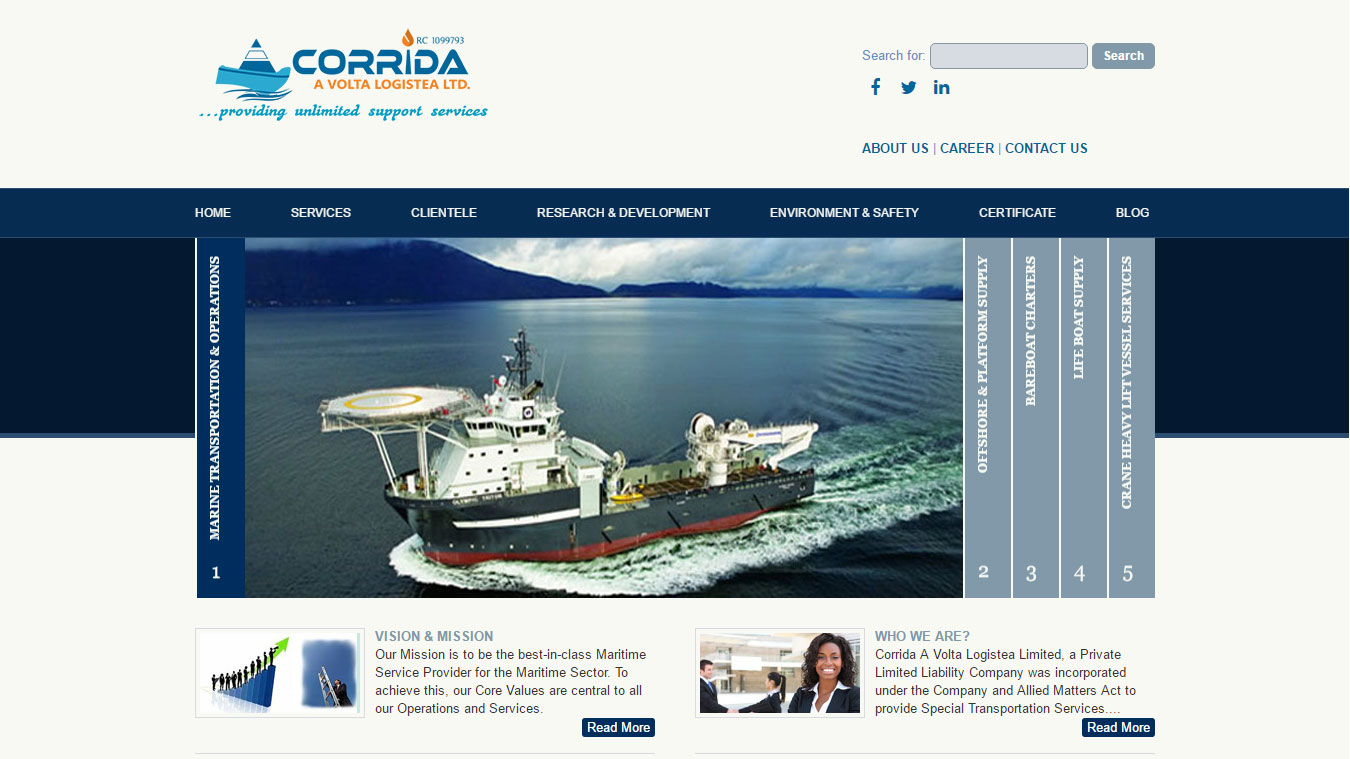 RC 1099793
CORRIDA
A VOLTA LOGISTEA LTD.
...providing unlimited support services
Search for:
Search
ABOUT US | CAREER | CONTACT US
HOME
SERVICES
CLIENTELE
RESEARCH & DEVELOPMENT
ENVIRONMENT & SAFETY
CERTIFICATE
BLOG
MARINE TRANSPORTATION & OPERATIONS
1
OLYMPIC TRITON
OFFSHORE & PLATFORM SUPPLY
2
BAREBOAT CHARTERS
3
LIFE BOAT SUPPLY
4
CRANE HEAVY LIFT VESSEL SERVICES
5
VISION & MISSION
Our Mission is to be the best-in-class Maritime
Service Provider for the Maritime Sector. To
achieve this, our Core Values are central to all
our Operations and Services.
Read More
WHO WE ARE?
Corrida A Volta Logistea Limited, a Private
Limited Liability Company was incorporated
under the Company and Allied Matters Act to
provide Special Transportation Services....
Read More